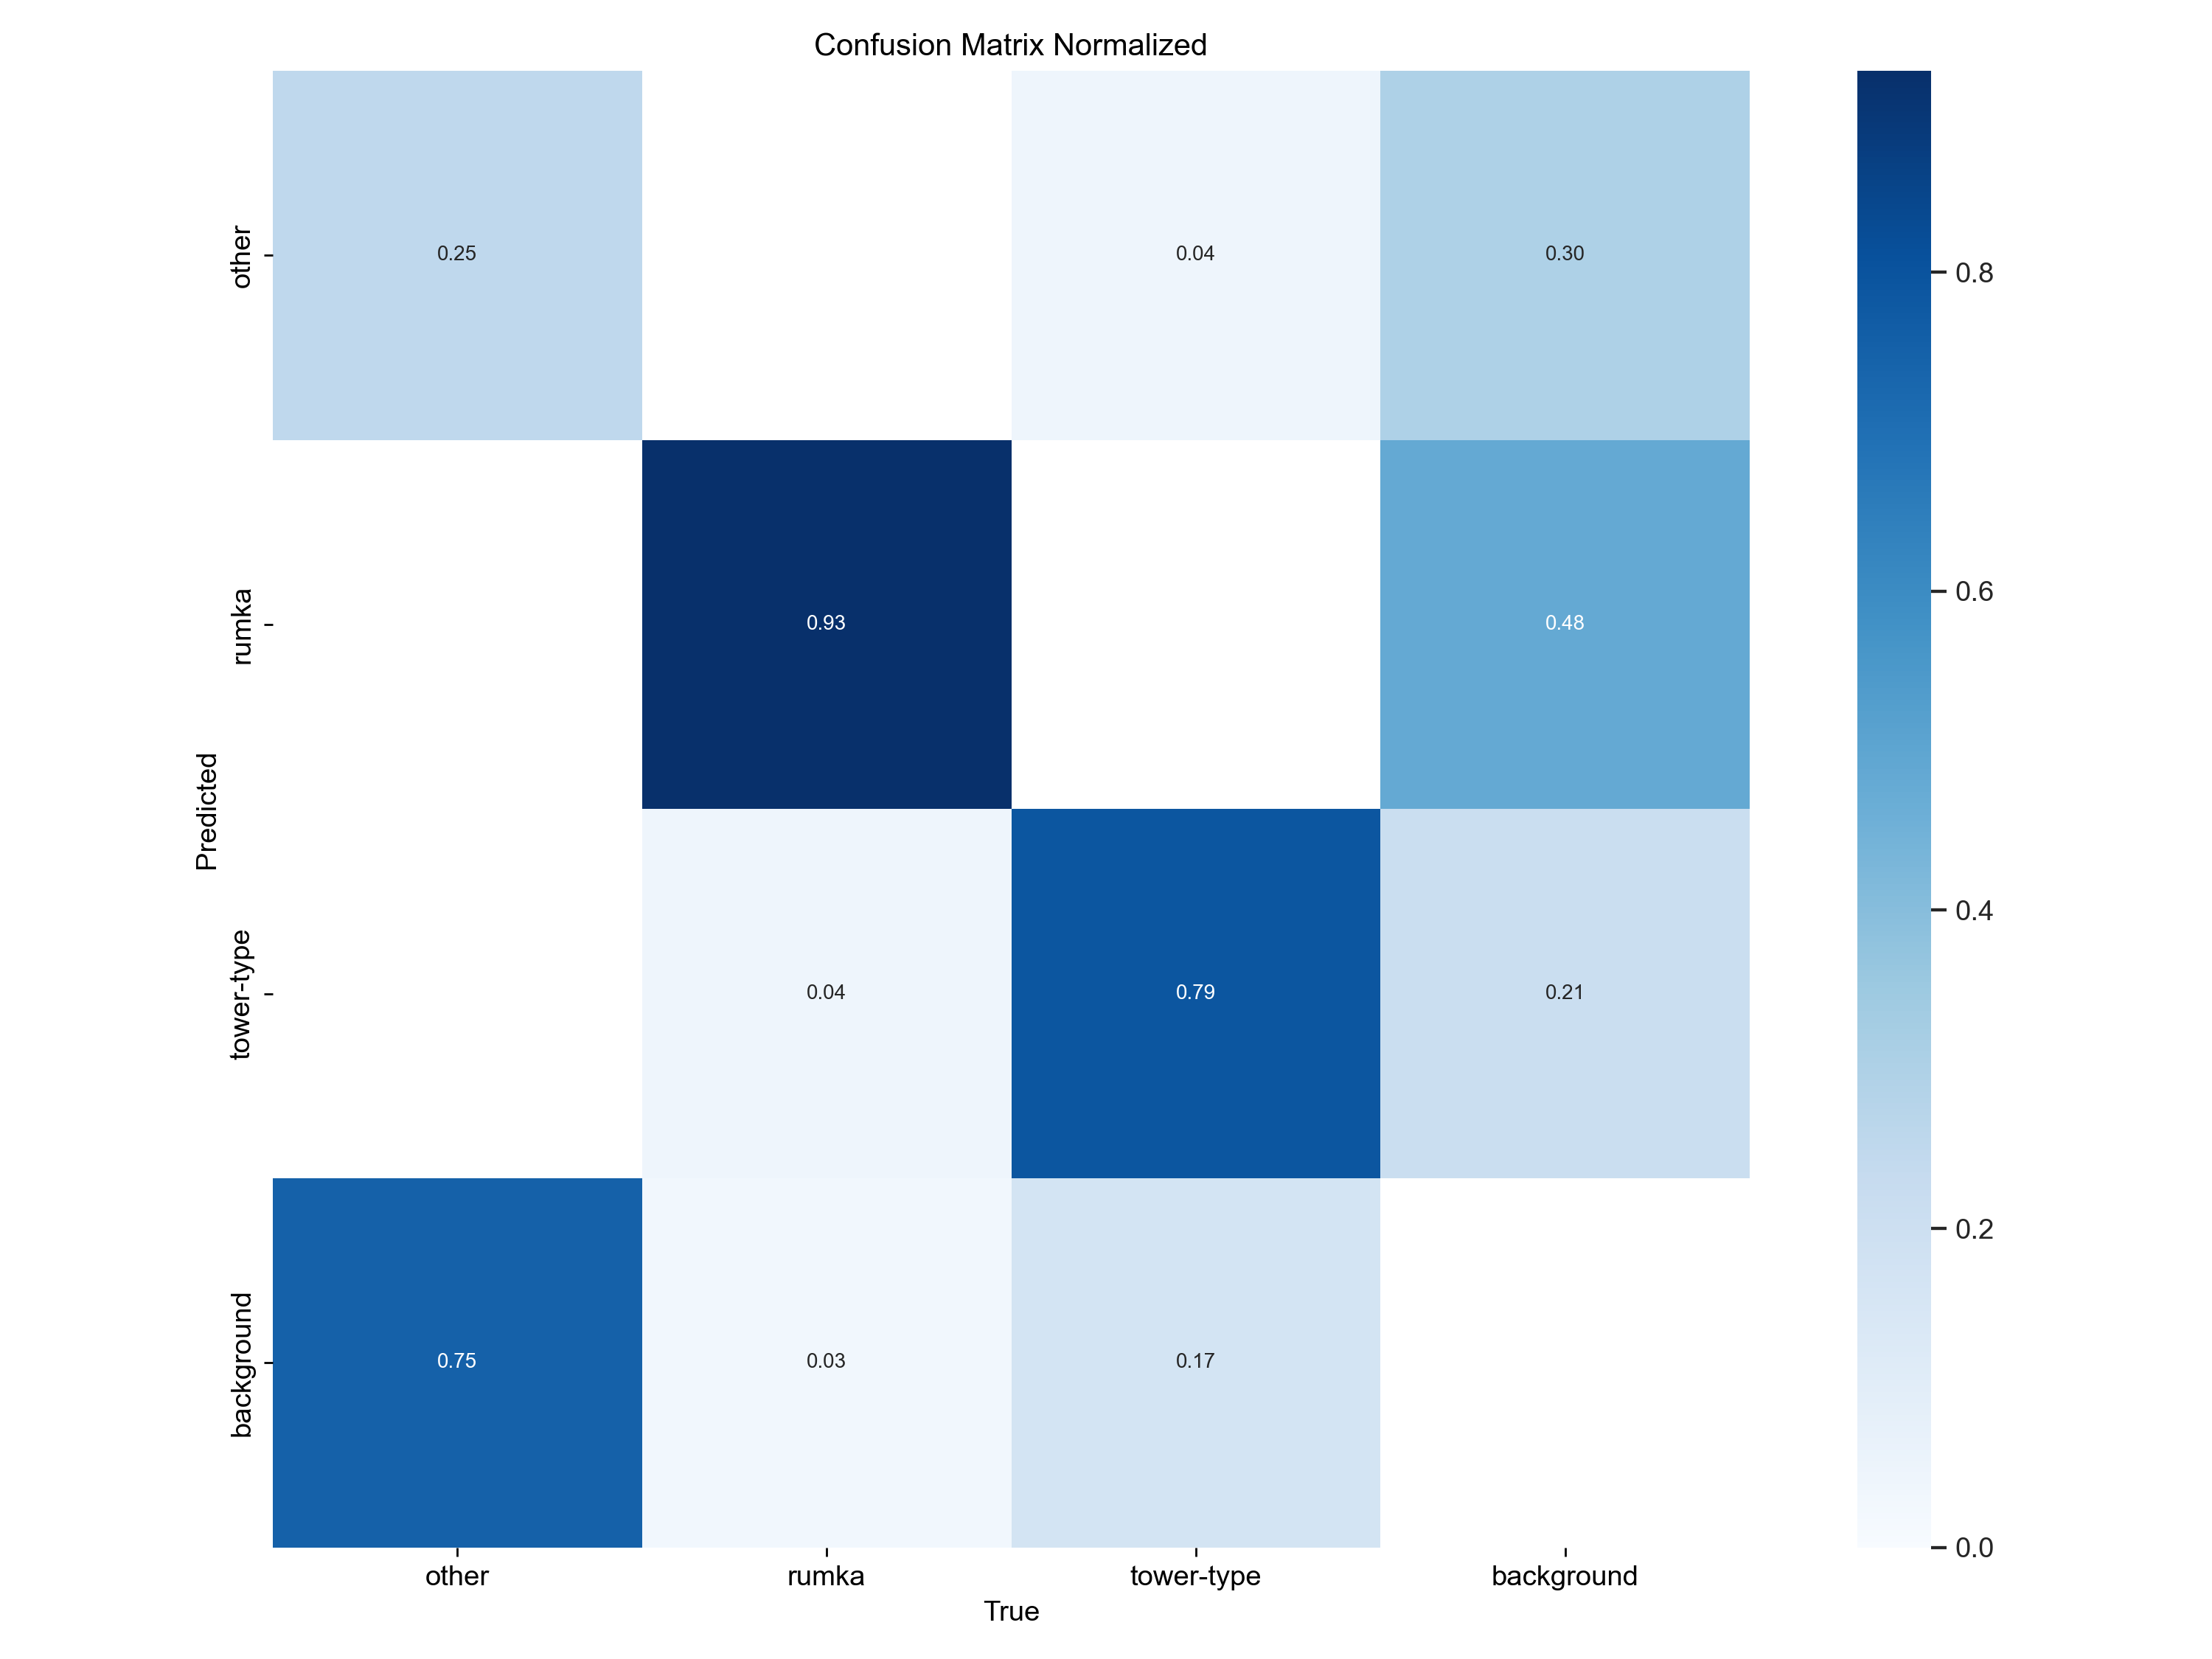 Confusion Matrix Normalized
other
0.25
0.04
0.30
0.8
rumka
0.93
0.48
0.6
Predicted
tower-type
0.04
0.79
0.21
0.4
background
0.75
0.03
0.17
0.2
0.0
other
rumka
tower-type
background
True